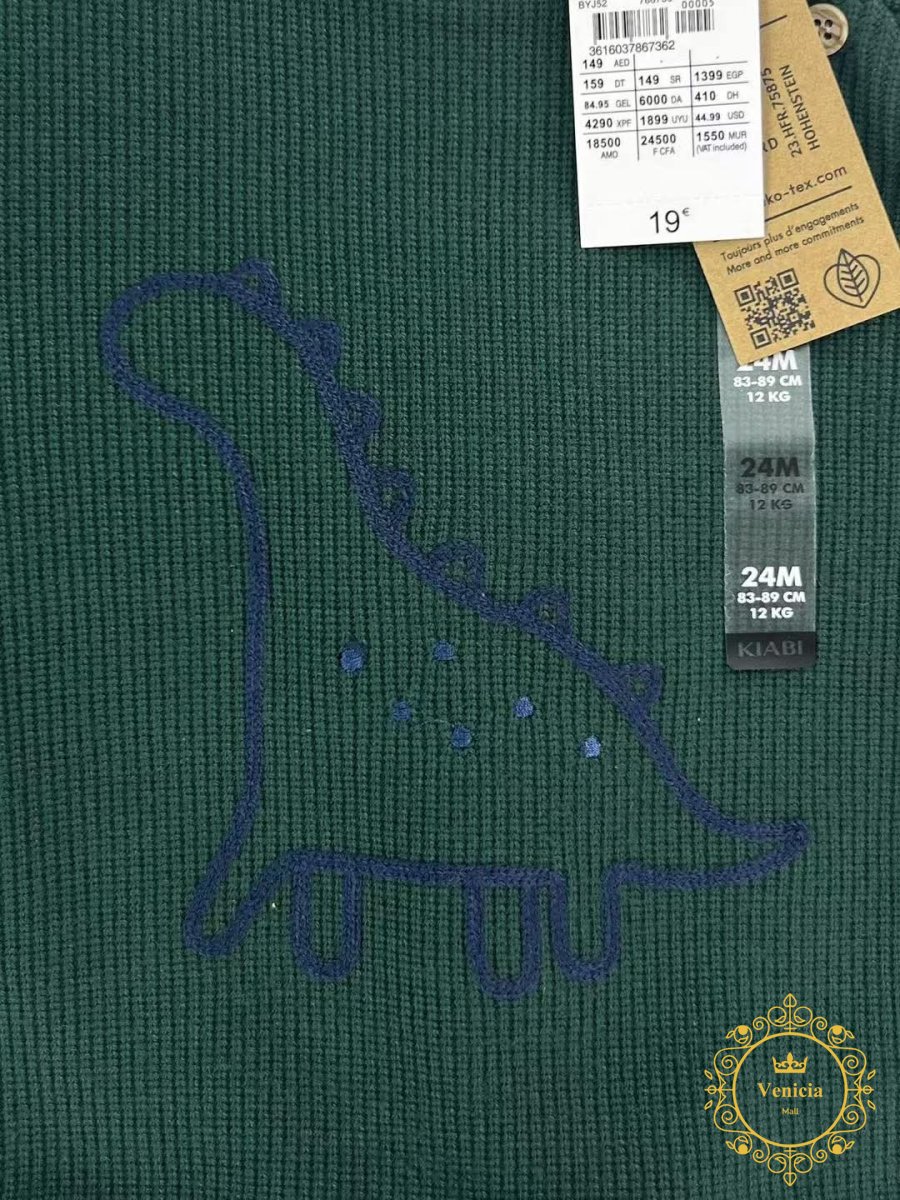 BYJ52 00005
3616037867362
149 AED - -
159 DT 149 SR 1399 EGP
84.95 GEL 6000 DA 410 DH
4290 XPF 1899 UYU 44.99 USD
18500 AMD 24500 F CFA 1550 MUR (VAT included)
19€
23.HFR.75875
HOHENSTEIN
ko-tex.com
Toujours plus d'engagements
More and more commitments
24M
83-89 CM
12 KG
24M
83-89 CM
12 KG
24M
83-89 CM
12 KG
KIABI
Venicia
Mall